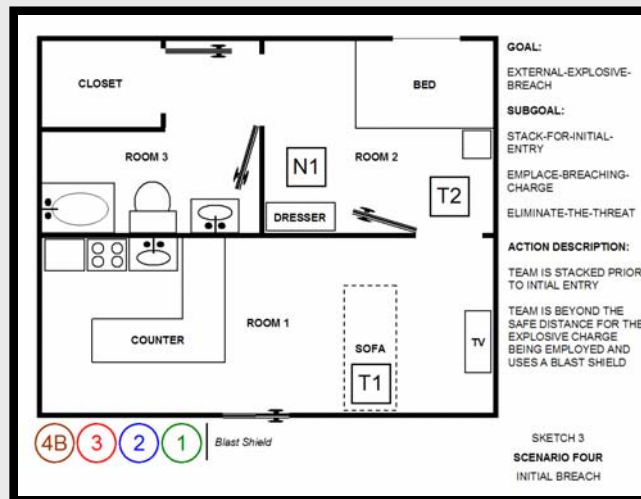 CLOSET
BED
ROOM 3
N1
ROOM 2
T2
DRESSER
COUNTER
ROOM 1
SOFA
T1
TV
4B 3 2 1 Blast Shield
GOAL:
EXTERNAL-EXPLOSIVE-
BREACH
SUBGOAL:
STACK-FOR-INITIAL-
ENTRY
EMPLACE-BREACHING-
CHARGE
ELIMINATE-THE-THREAT
ACTION DESCRIPTION:
TEAM IS STACKED PRIOR
TO INTIAL ENTRY
TEAM IS BEYOND THE
SAFE DISTANCE FOR THE
EXPLOSIVE CHARGE
BEING EMPLOYED AND
USES A BLAST SHIELD
SKETCH 3
SCENARIO FOUR
INITIAL BREACH